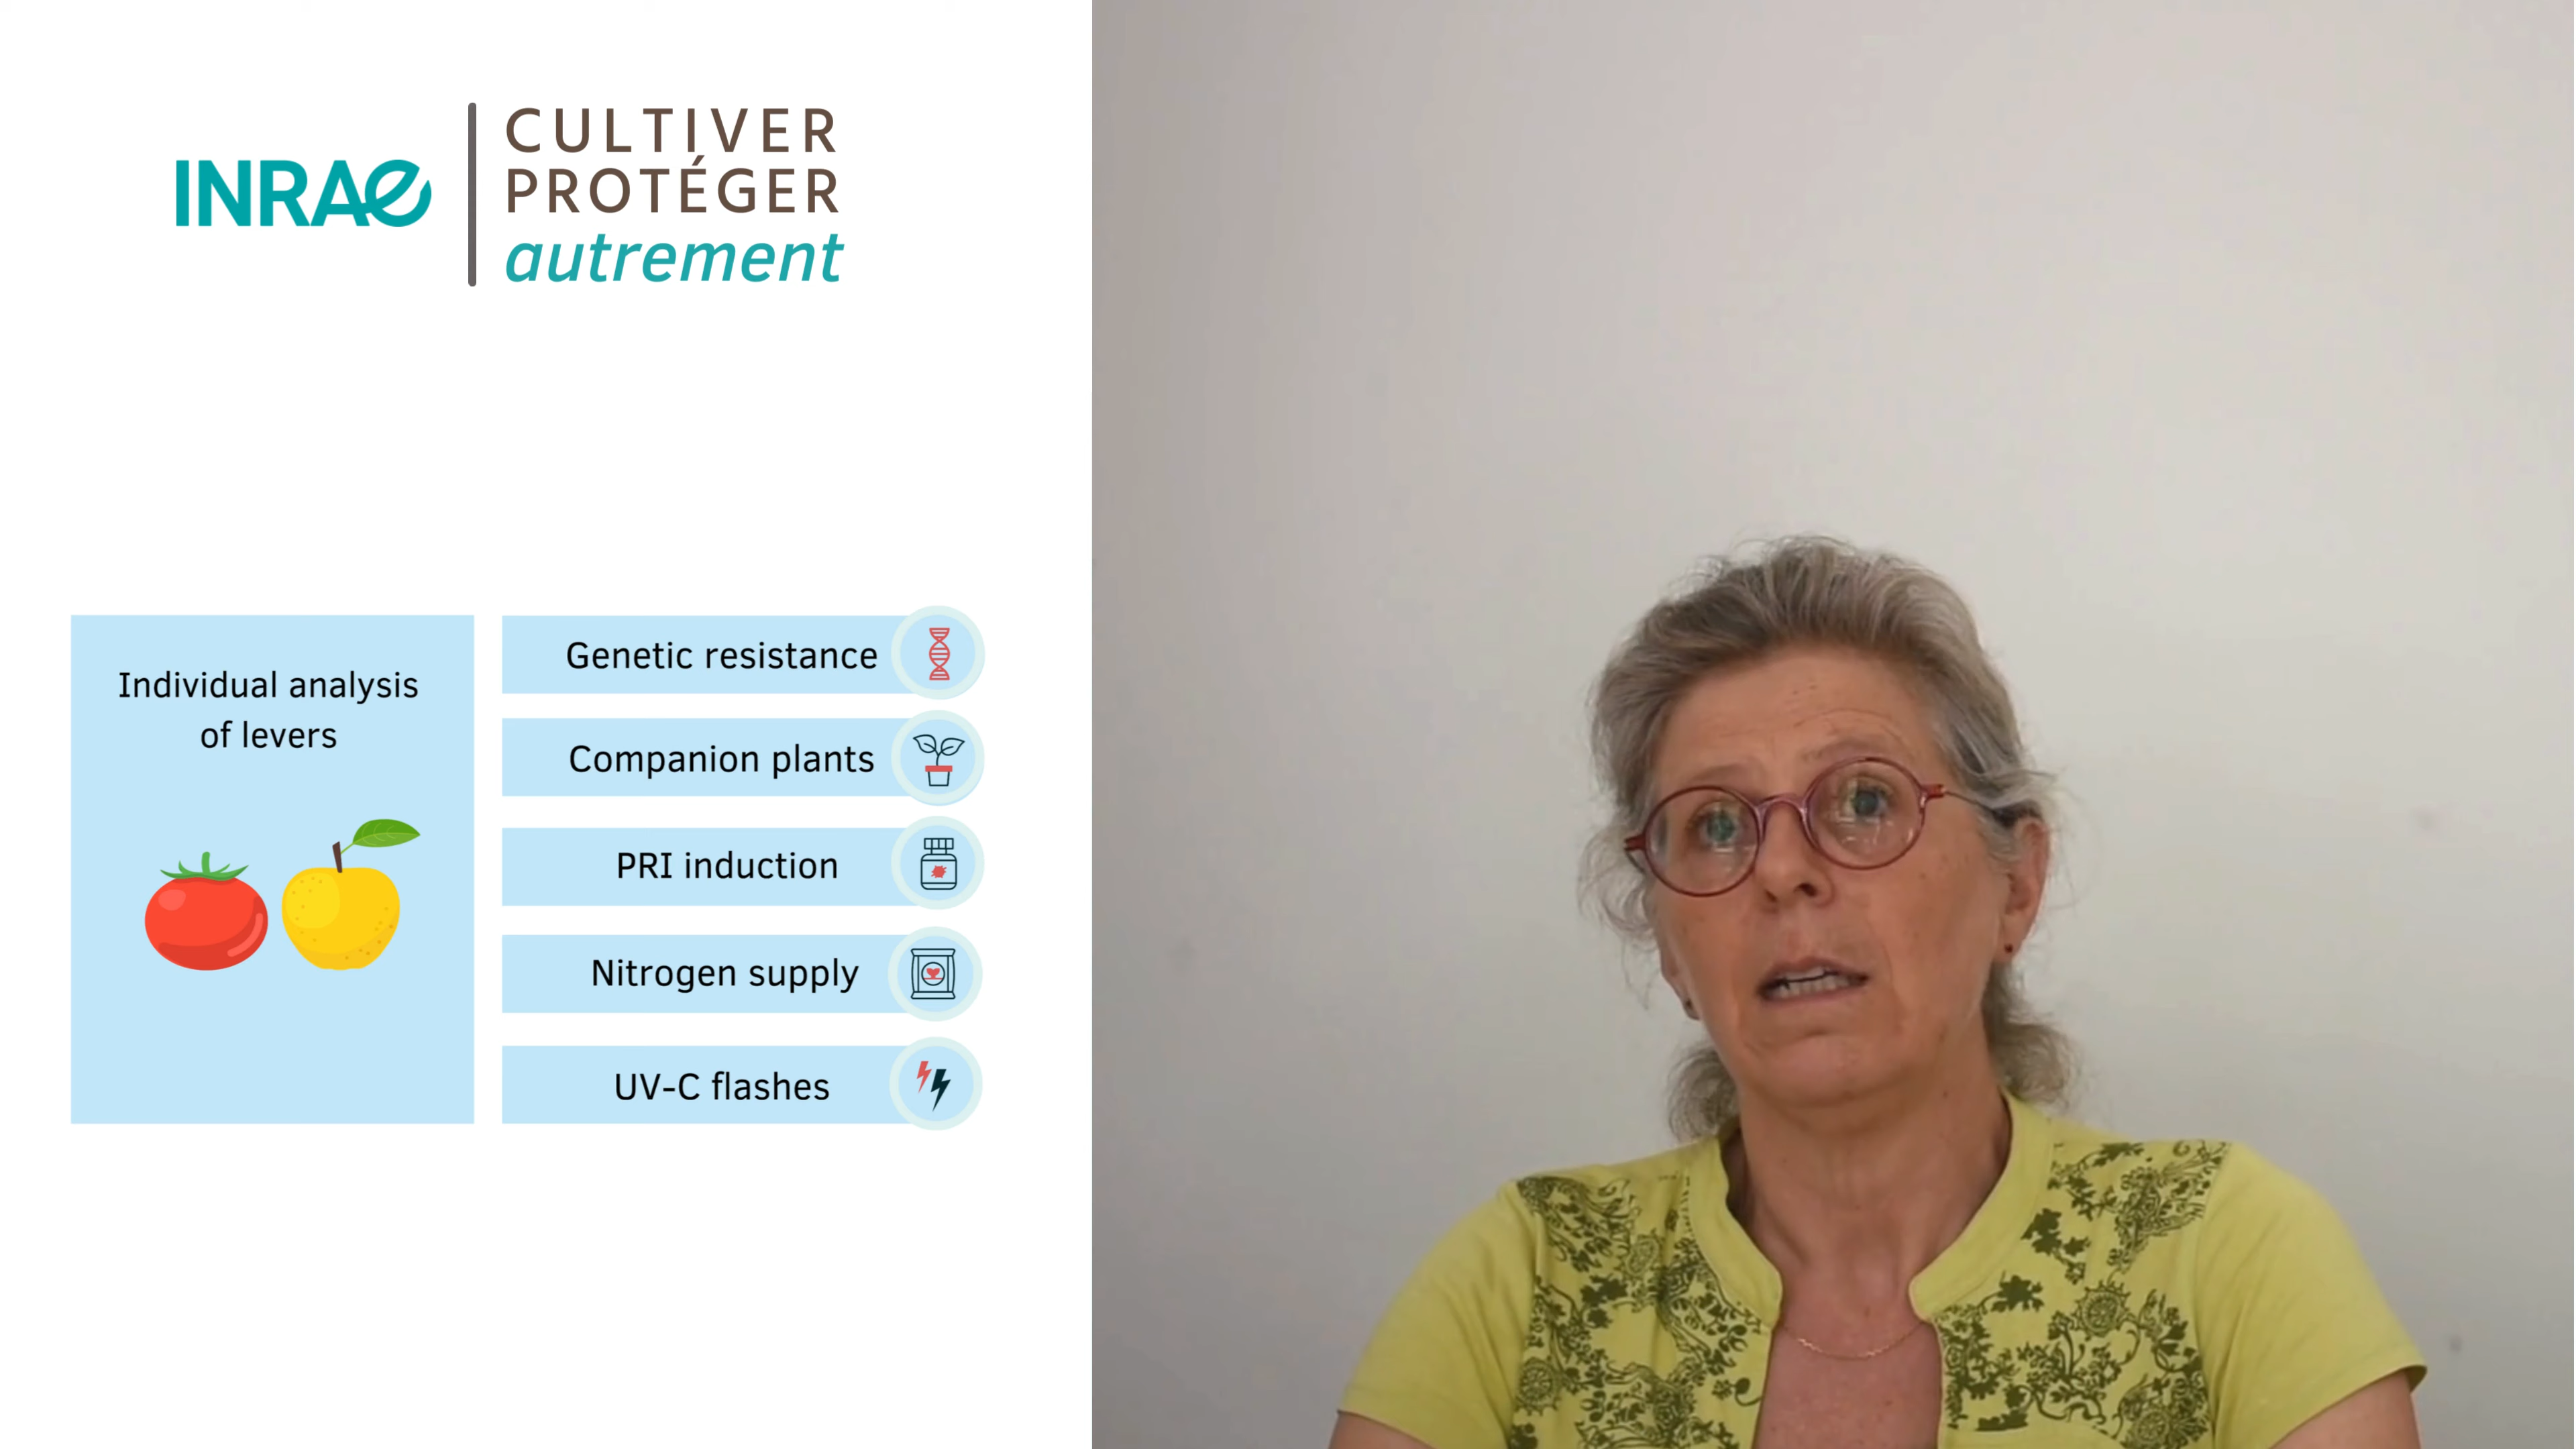 INRAE
CULTIVER
PROTÉGER
autrement
Individual analysis
of levers
Genetic resistance
Companion plants
PRI induction
Nitrogen supply
UV-C flashes